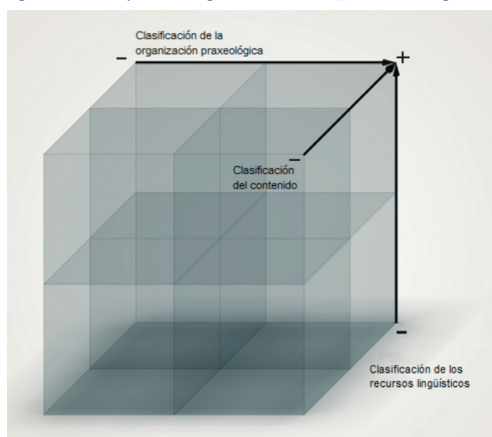 Clasificación de la
organización praxeológica
−
+
−
Clasificación
del contenido
−
Clasificación de los
recursos lingüísticos